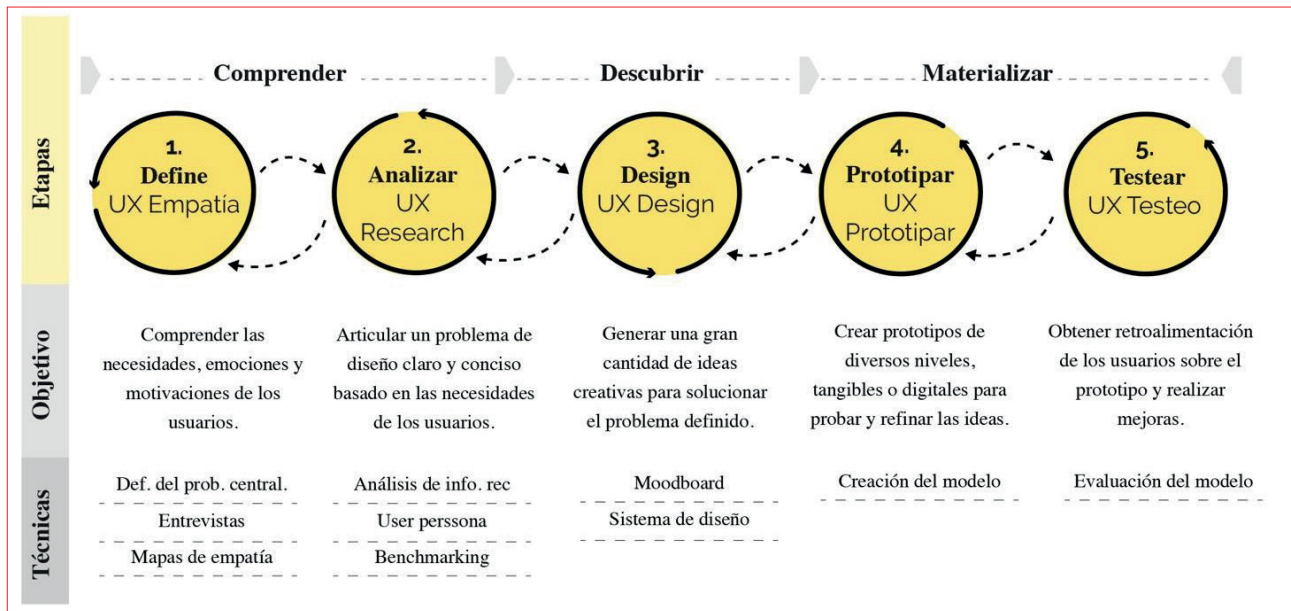 Etapas
Comprender
Descubrir
Materializar
1.
Define
UX Empatía
2.
Analizar
UX
Research
3.
Design
UX Design
4.
Prototipar
UX
Prototipar
5.
Testear
UX Testeo
Objetivo
Comprender las
necesidades, emociones y
motivaciones de los
usuarios.
Articular un problema de
diseño claro y conciso
basado en las necesidades
de los usuarios.
Generar una gran
cantidad de ideas
creativas para solucionar
el problema definido.
Crear prototipos de
diversos niveles,
tangibles o digitales para
probar y refinar las ideas.
Obtener retroalimentación
de los usuarios sobre el
prototipo y realizar
mejoras.
Técnicas
Def. del prob. central.
Entrevistas
Mapas de empatía
Análisis de info. rec
User perssona
Benchmarking
Moodboard
Sistema de diseño
Creación del modelo
Evaluación del modelo